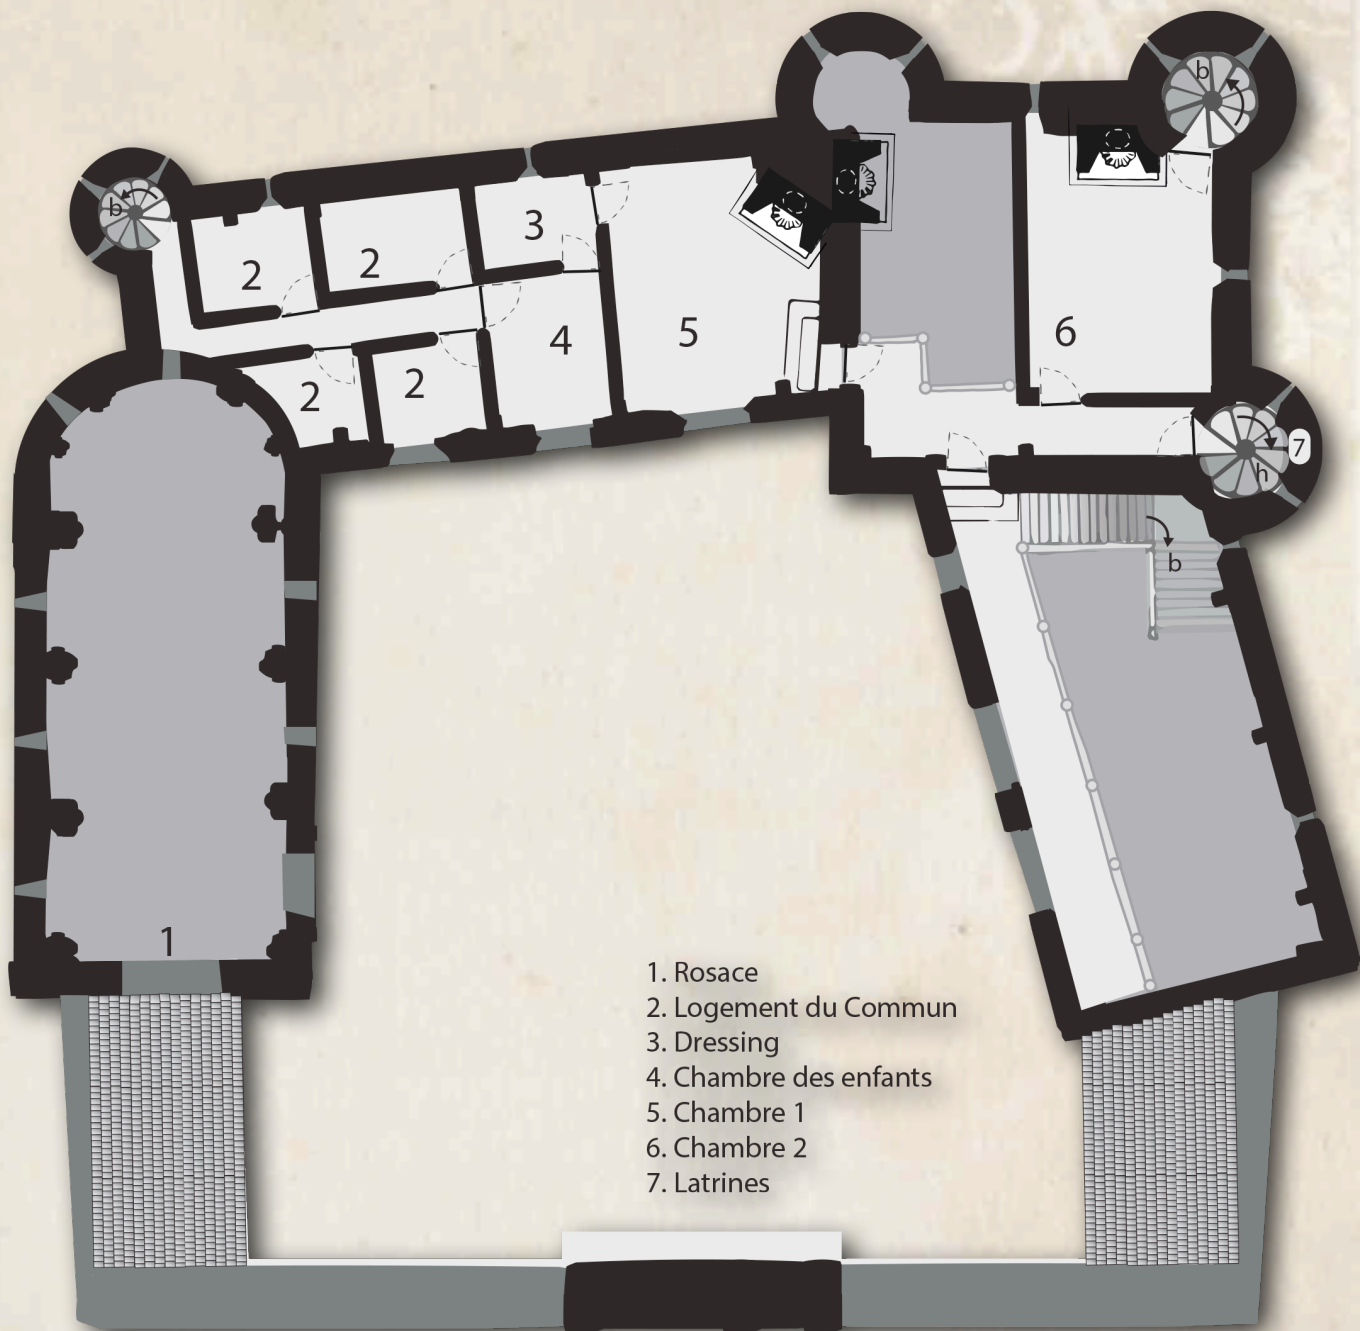 b
b
2
2
3
4
5
6
2
2
7
h
b
1
1. Rosace
2. Logement du Commun
3. Dressing
4. Chambre des enfants
5. Chambre 1
6. Chambre 2
7. Latrines